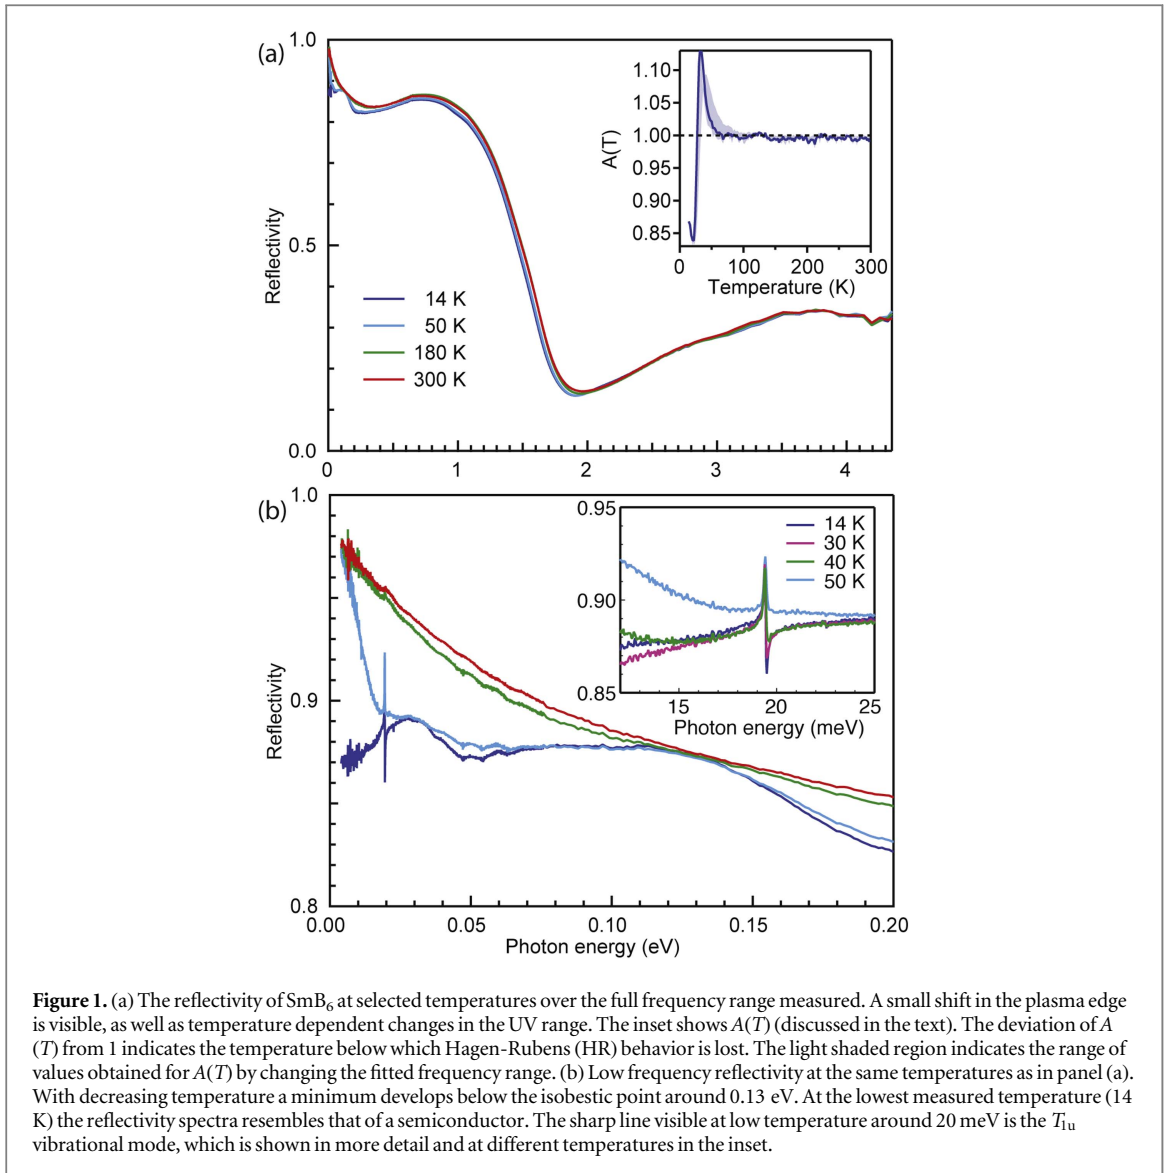 (a)
1.0
0.5
0.0
Reflectivity
14 K
50 K
180 K
300 K
0
1
2
3
4
1.10
1.05
1.00
0.95
0.90
0.85
A(T)
0
100
200
300
Temperature (K)
(b)
1.0
0.9
0.8
Reflectivity
0.95
0.90
0.85
14 K
30 K
40 K
50 K
15
20
25
Photon energy (meV)
0.00
0.05
0.10
0.15
0.20
Photon energy (eV)
Figure 1. (a) The reflectivity of SmB₆ at selected temperatures over the full frequency range measured. A small shift in the plasma edge
is visible, as well as temperature dependent changes in the UV range. The inset shows A(T) (discussed in the text). The deviation of A
(T) from 1 indicates the temperature below which Hagen-Rubens (HR) behavior is lost. The light shaded region indicates the range of
values obtained for A(T) by changing the fitted frequency range. (b) Low frequency reflectivity at the same temperatures as in panel (a).
With decreasing temperature a minimum develops below the isobestic point around 0.13 eV. At the lowest measured temperature (14
K) the reflectivity spectra resembles that of a semiconductor. The sharp line visible at low temperature around 20 meV is the T₁ᵤ
vibrational mode, which is shown in more detail and at different temperatures in the inset.